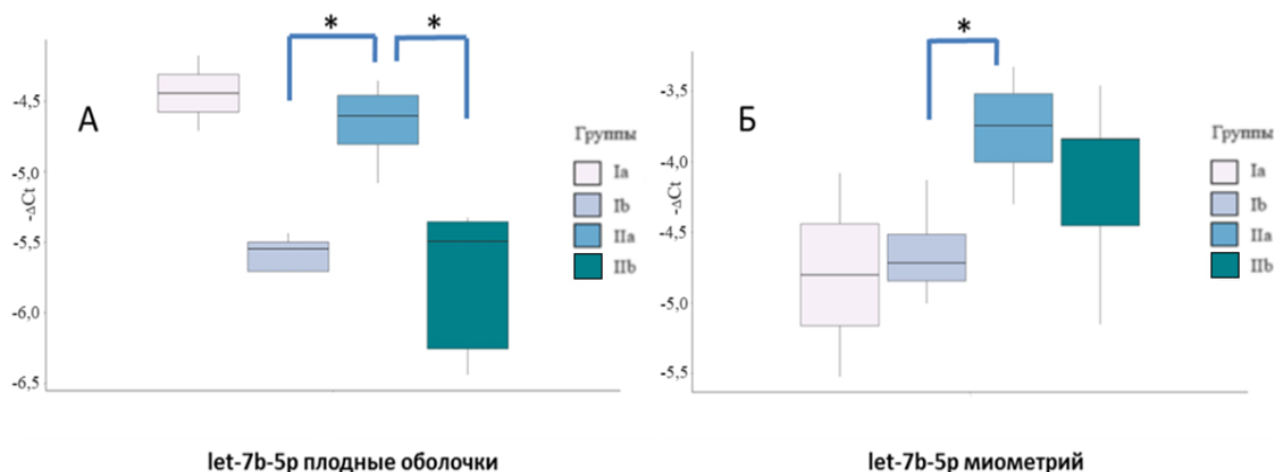 * *
А
-4,5
-5,0
-ΔCt
-5,5
-6,0
-6,5
Группы
Ia
Ib
IIa
IIb
let-7b-5p плодные оболочки
*
Б
-3,5
-4,0
-ΔCt
-4,5
-5,0
-5,5
Группы
Ia
Ib
IIa
IIb
let-7b-5p миометрий